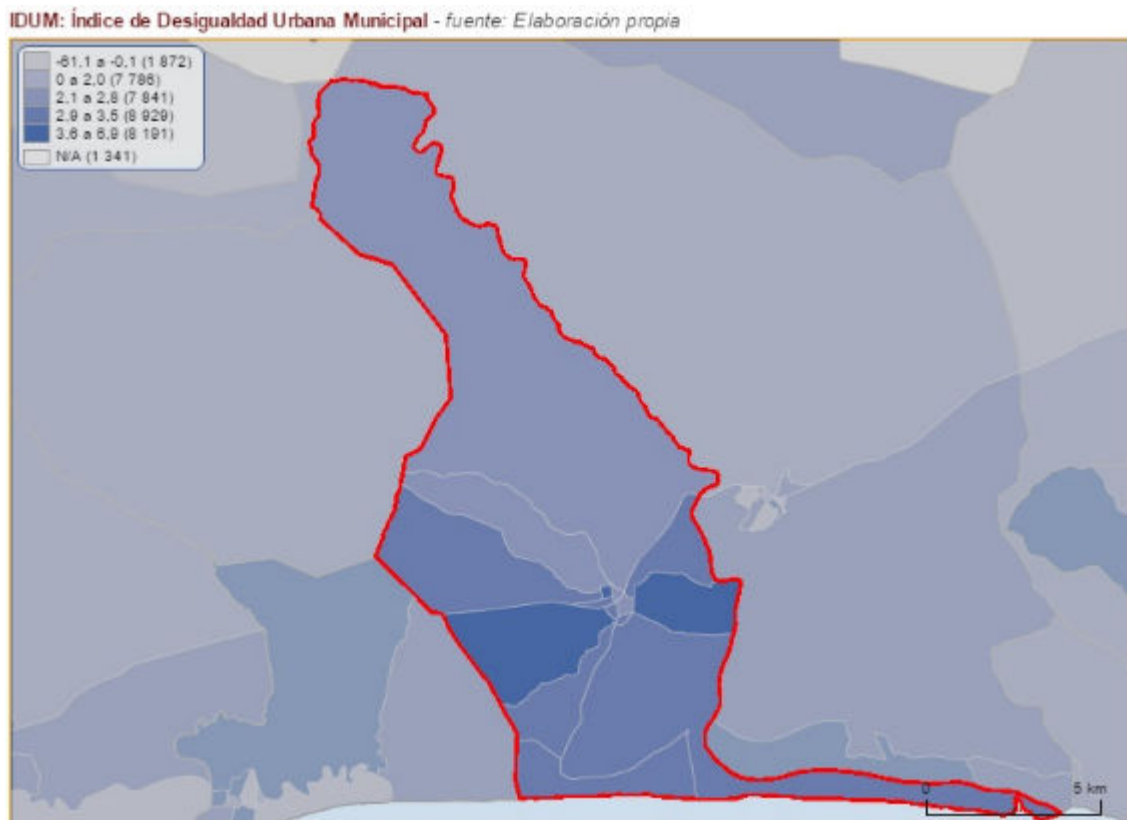 IDUM: Índice de Desigualdad Urbana Municipal - fuente: Elaboración propia
-61,1 a -0,1 (1 872)
0 a 2,0 (7 786)
2,1 a 2,8 (7 841)
2,9 a 3,5 (8 929)
3,6 a 6,9 (8 191)
N/A (1 341)
0 5 km